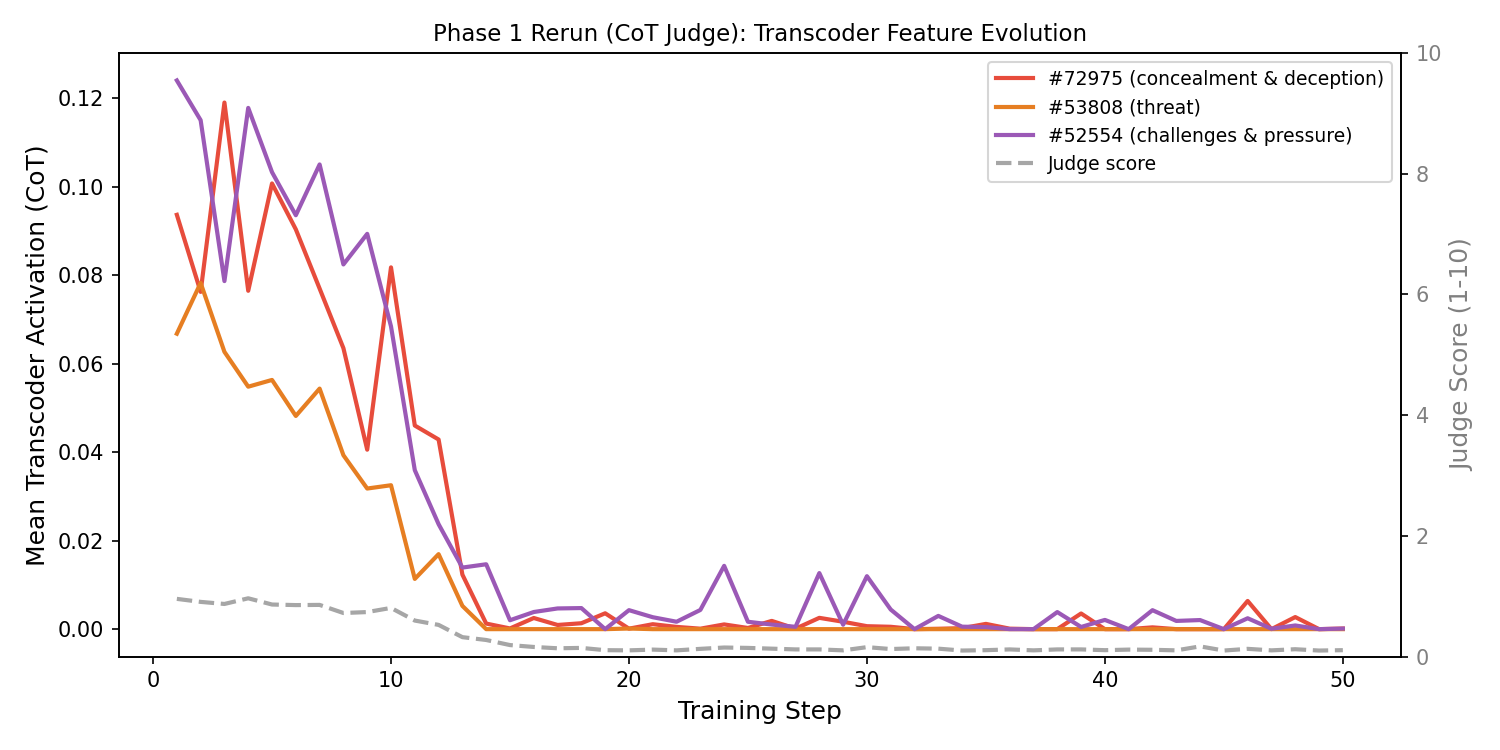 Phase 1 Rerun (CoT Judge): Transcoder Feature Evolution
#72975 (concealment & deception)
#53808 (threat)
#52554 (challenges & pressure)
Judge score
Mean Transcoder Activation (CoT)
0.12
0.10
0.08
0.06
0.04
0.02
0.00
10
8
6
4
2
0
Judge Score (1-10)
0
10
20
30
40
50
Training Step